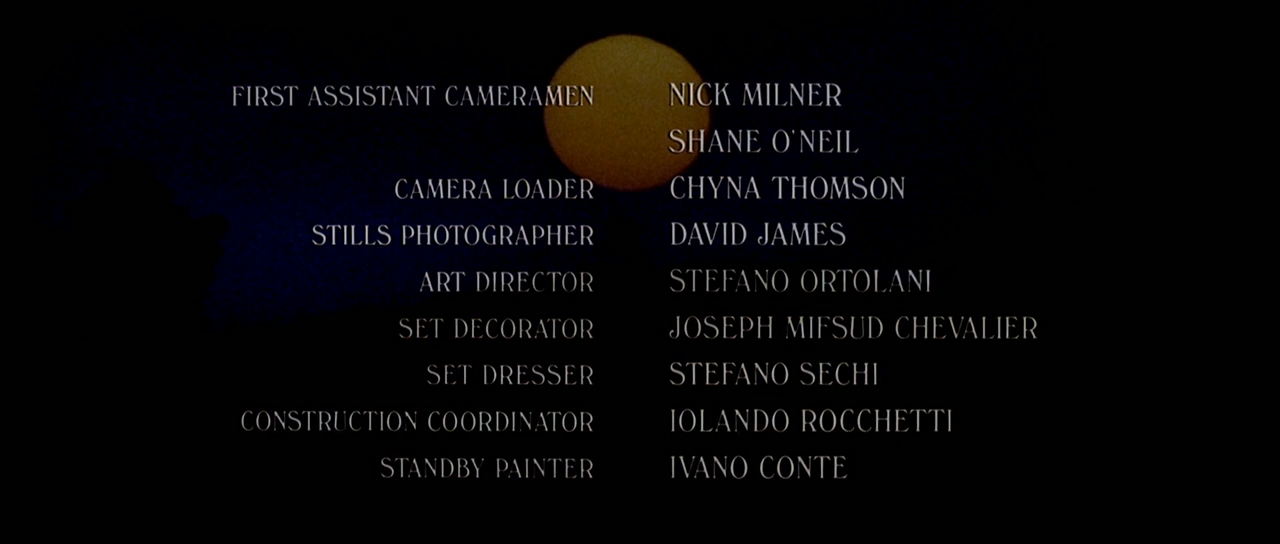 FIRST ASSISTANT CAMERAMEN NICK MILNER
SHANE O'NEIL
CAMERA LOADER CHYNA THOMSON
STILLS PHOTOGRAPHER DAVID JAMES
ART DIRECTOR STEFANO ORTOLANI
SET DECORATOR JOSEPH MIFSUD CHEVALIER
SET DRESSER STEFANO SECHI
CONSTRUCTION COORDINATOR IOLANDO ROCCHETTI
STANDBY PAINTER IVANO CONTE